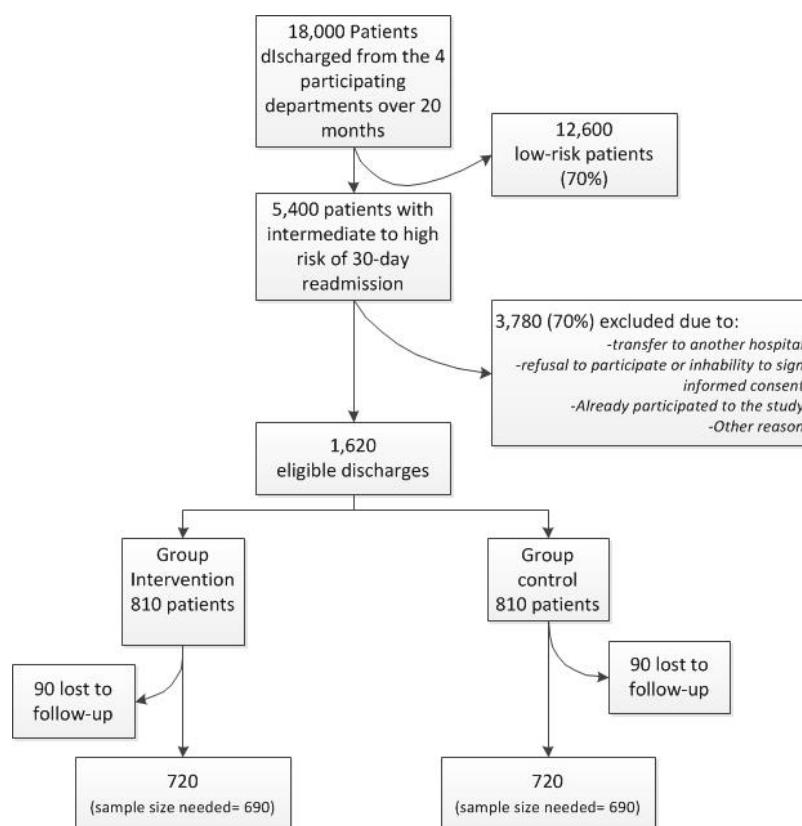 18,000 Patients
dIscharged from the 4
participating
departments over 20
months
12,600
low-risk patients
(70%)
5,400 patients with
intermediate to high
risk of 30-day
readmission
3,780 (70%) excluded due to:
-transfer to another hospital
-refusal to participate or inhability to sign
informed consent
-Already participated to the study
-Other reason
1,620
eligible discharges
Group
Intervention
810 patients
Group
control
810 patients
90 lost to
follow-up
90 lost to
follow-up
720
(sample size needed= 690)
720
(sample size needed= 690)